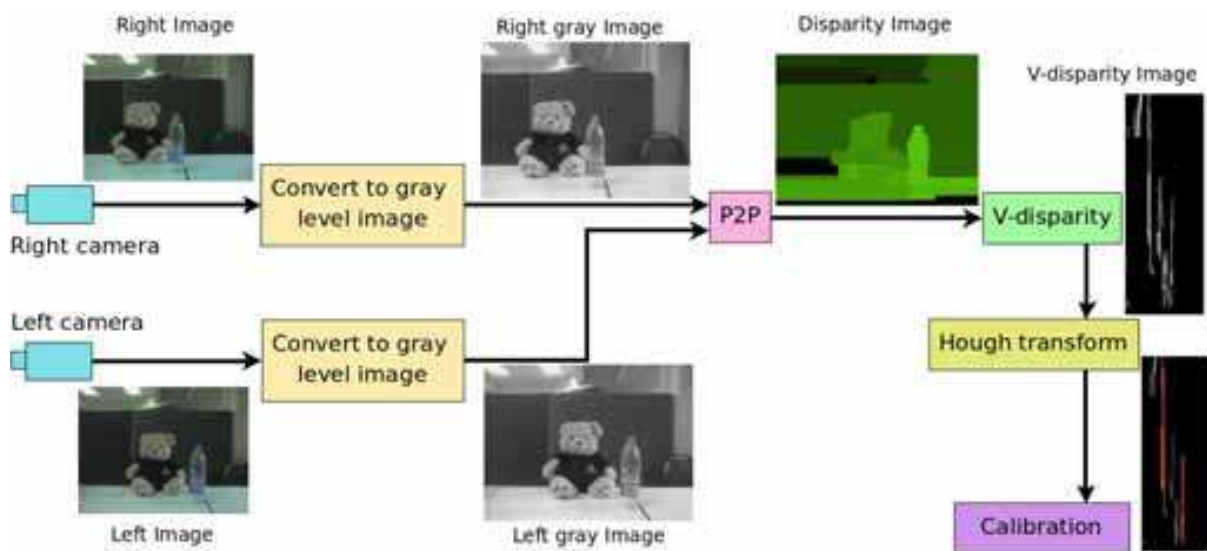 Right Image
Right gray Image
Disparity Image
V-disparity Image
Convert to gray
level image
P2P
V-disparity
Right camera
Left camera
Convert to gray
level image
Hough transform
Left Image
Left gray Image
Calibration